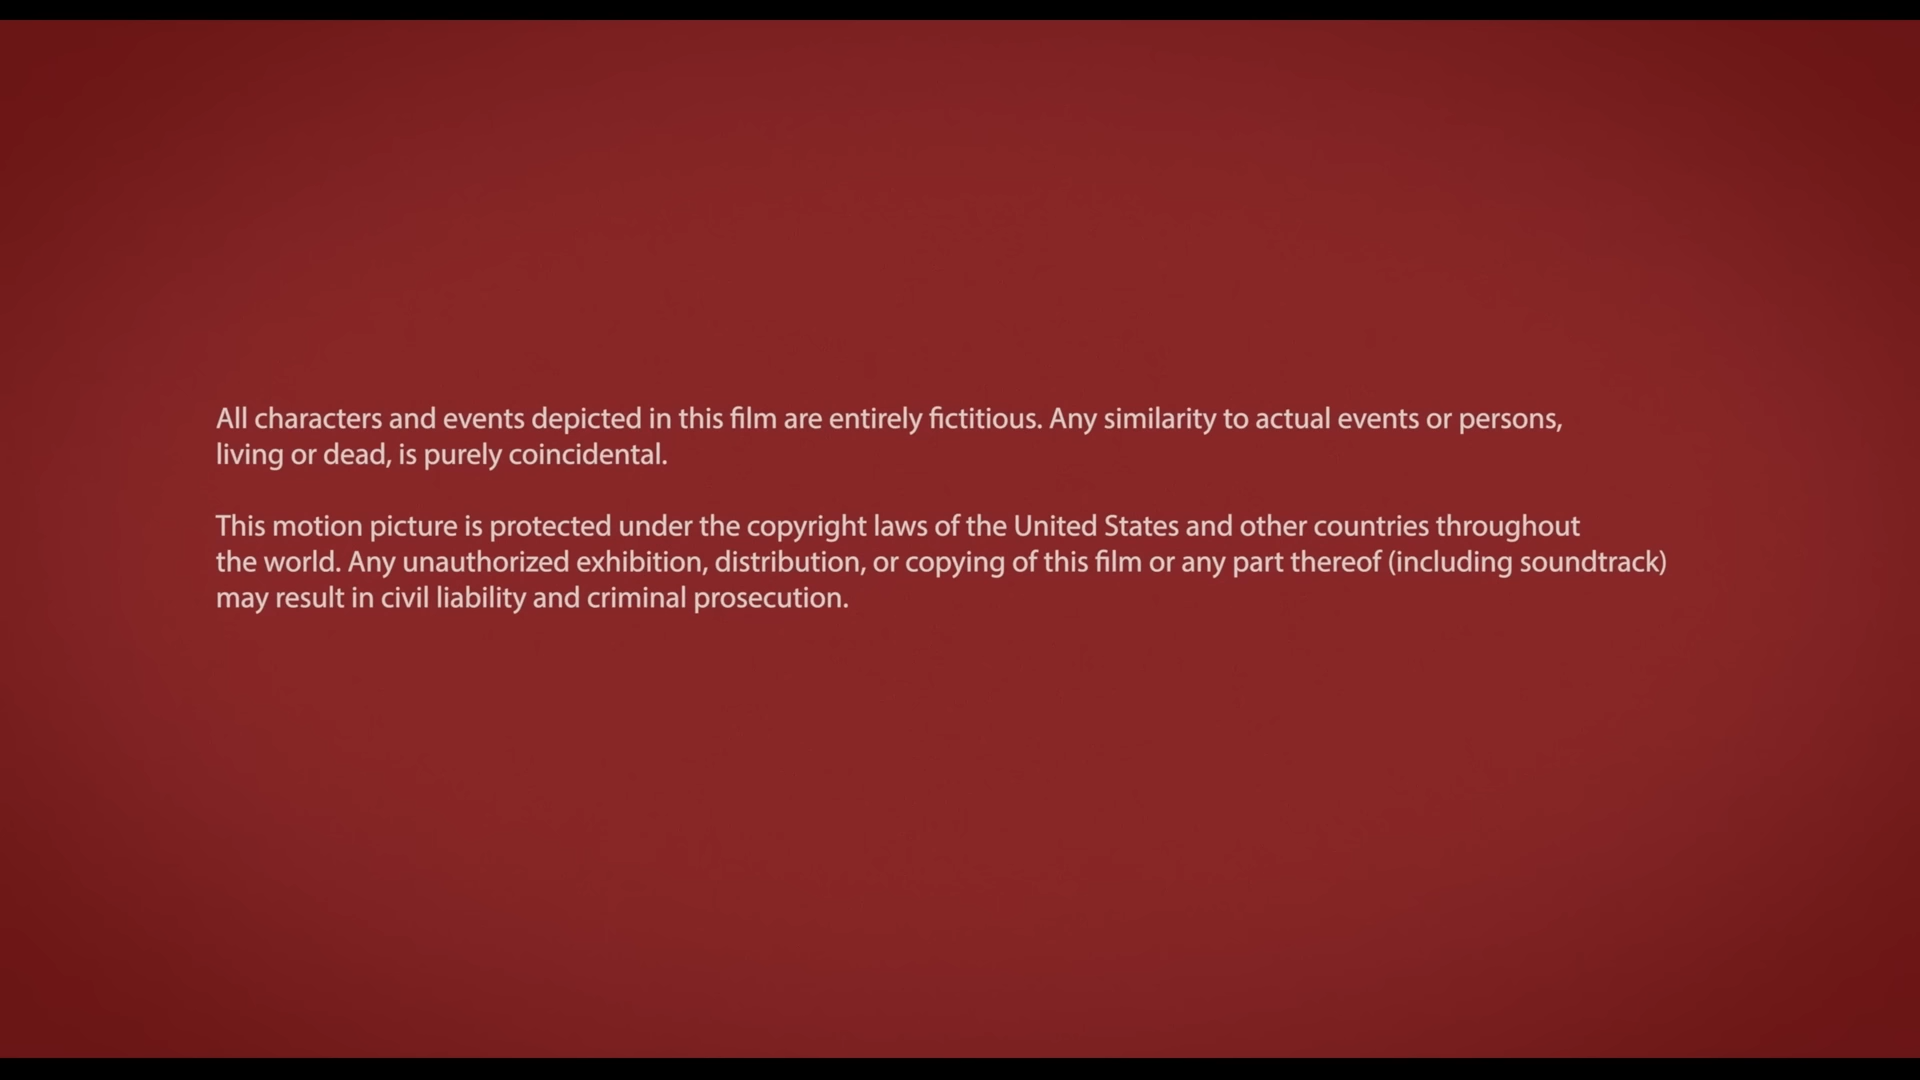 All characters and events depicted in this film are entirely fictitious. Any similarity to actual events or persons,
living or dead, is purely coincidental.
This motion picture is protected under the copyright laws of the United States and other countries throughout
the world. Any unauthorized exhibition, distribution, or copying of this film or any part thereof (including soundtrack)
may result in civil liability and criminal prosecution.